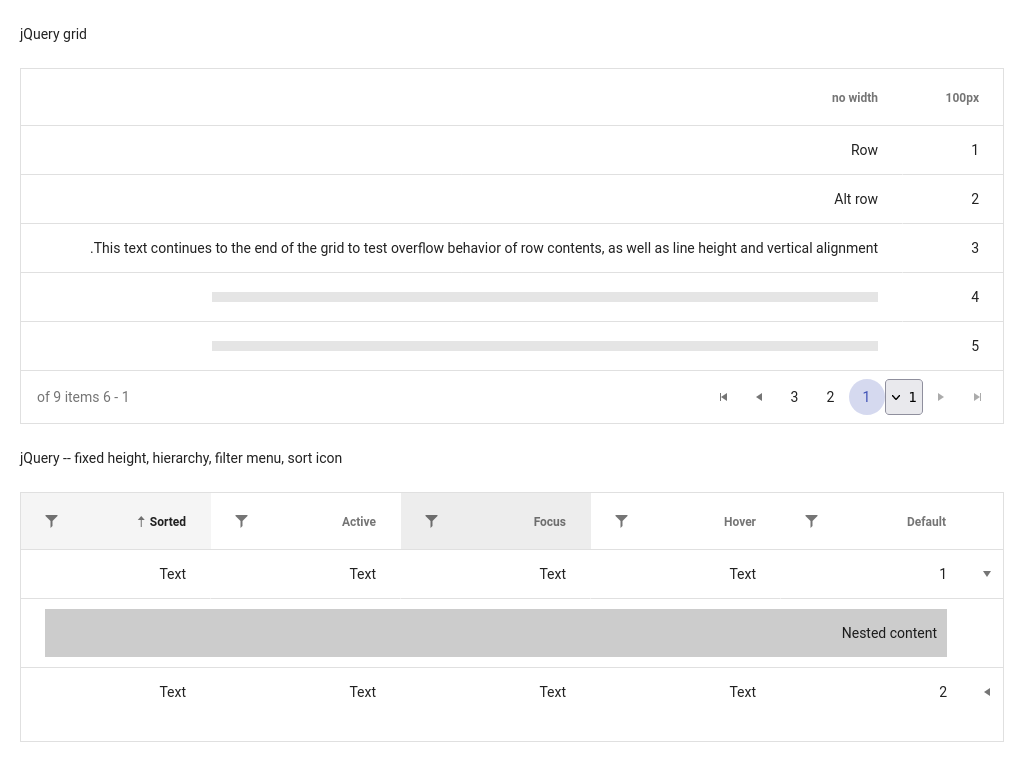 jQuery grid
100px no width
1 Row
2 Alt row
3 .This text continues to the end of the grid to test overflow behavior of row contents, as well as line height and vertical alignment
4
5
1 1 2 3 of 9 items 6 - 1
jQuery -- fixed height, hierarchy, filter menu, sort icon
Default Hover Focus Active Sorted
1 Text Text Text Text
Nested content
2 Text Text Text Text